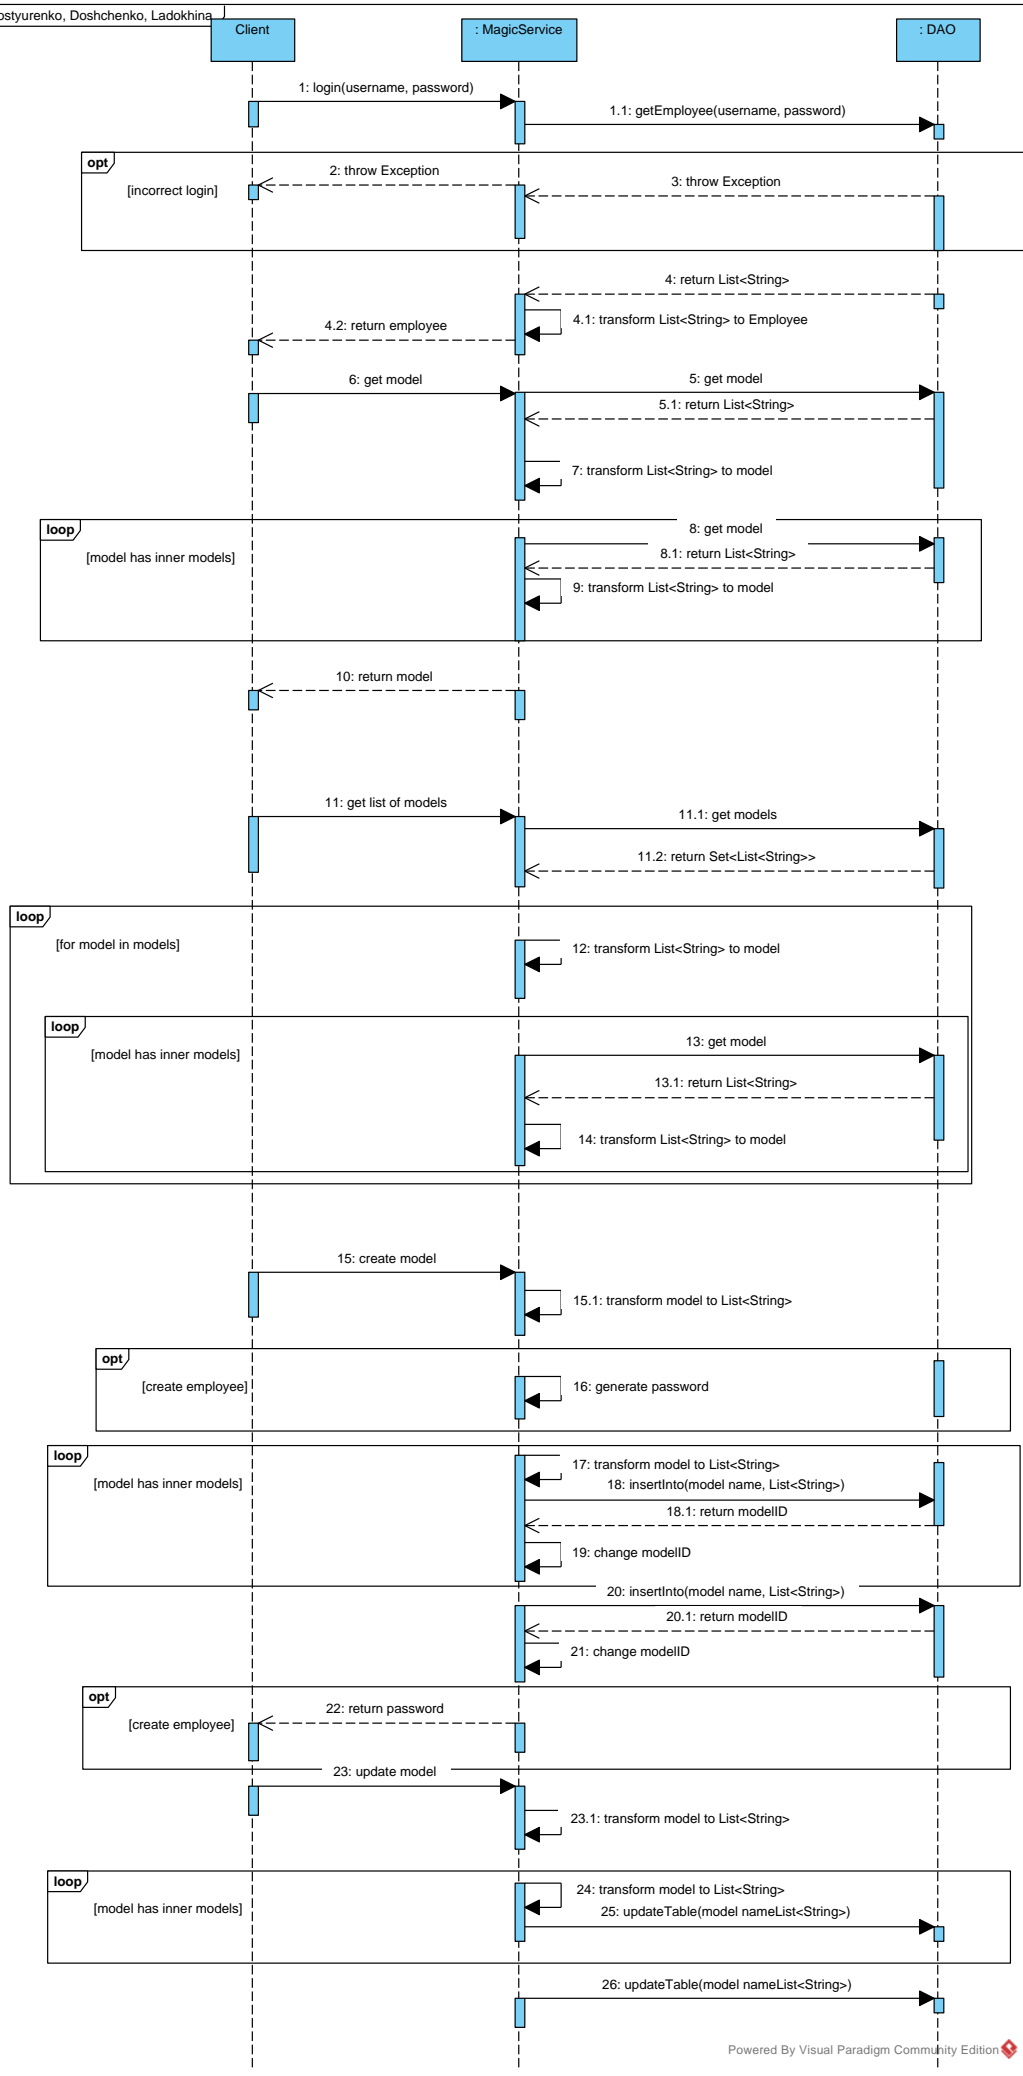 Doshchenko, Ladokhina
Client
: MagicService
: DAO
1: login(username, password)
1.1: getEmployee(username, password)
opt
[incorrect login]
2: throw Exception
3: throw Exception
4: return List<String>
4.1: transform List<String> to Employee
4.2: return employee
6: get model
5: get model
5.1: return List<String>
7: transform List<String> to model
loop
[model has inner models]
8: get model
8.1: return List<String>
9: transform List<String> to model
10: return model
11: get list of models
11.1: get models
11.2: return Set<List<String>>
loop
[for model in models]
12: transform List<String> to model
loop
[model has inner models]
13: get model
13.1: return List<String>
14: transform List<String> to model
15: create model
15.1: transform model to List<String>
opt
[create employee]
16: generate password
loop
[model has inner models]
17: transform model to List<String>
18: insertInto(model name, List<String>)
18.1: return modelID
19: change modelID
20: insertInto(model name, List<String>)
20.1: return modelID
21: change modelID
opt
[create employee]
22: return password
23: update model
23.1: transform model to List<String>
loop
[model has inner models]
24: transform model to List<String>
25: updateTable(model nameList<String>)
26: updateTable(model nameList<String>)
Powered By Visual Paradigm Community Edition